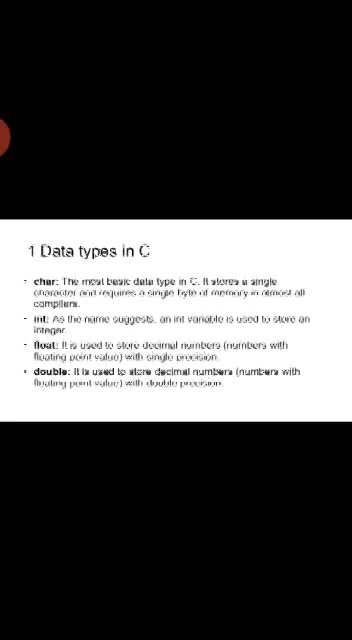 1 Data types in C
- char: The most basic data type in C. It stores a single
character and requires a single byte of memory in almost all
compilers.
- int: As the name suggests, an int variable is used to store an
integer.
- float: It is used to store decimal numbers (numbers with
floating point value) with single precision.
- double: It is used to store decimal numbers (numbers with
floating point value) with double precision.